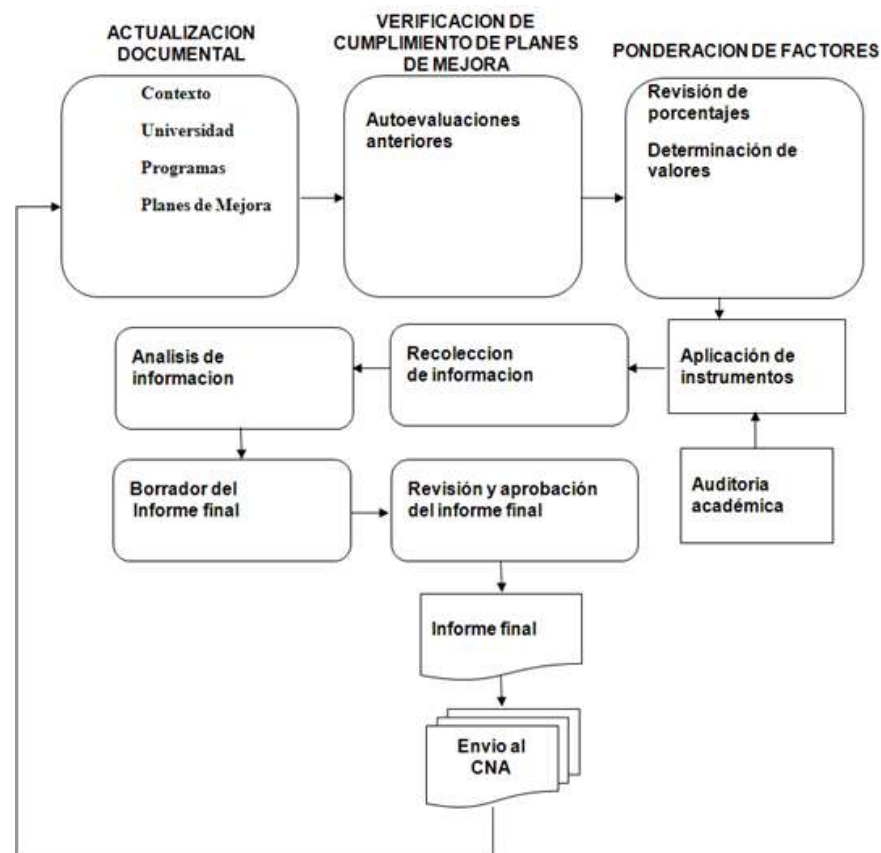 ACTUALIZACION
DOCUMENTAL
VERIFICACION DE
CUMPLIMIENTO DE PLANES
DE MEJORA
PONDERACION DE FACTORES
Contexto
Universidad
Programas
Planes de Mejora
Autoevaluaciones
anteriores
Revisión de
porcentajes
Determinación de
valores
Analisis de
informacion
Recoleccion
de informacion
Aplicación de
instrumentos
Borrador del
Informe final
Revisión y aprobación
del informe final
Auditoria
académica
Informe final
Envio al
CNA